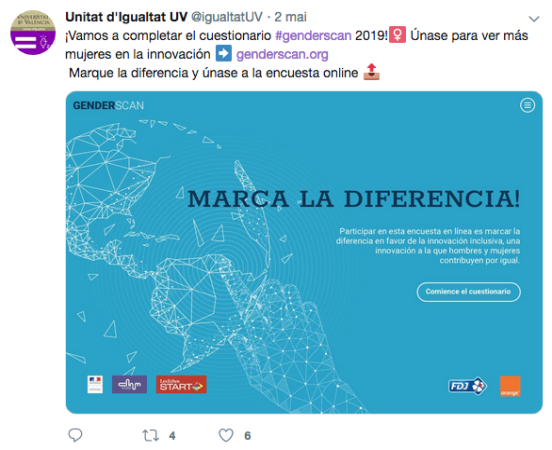 Unitat d'Igualtat UV @igualtatUV · 2 mai
¡Vamos a completar el cuestionario #genderscan 2019! Únase para ver más
mujeres en la innovación genderscan.org
Marque la diferencia y únase a la encuesta online
GENDERSCAN
MARCA LA DIFERENCIA!
Participar en esta encuesta en línea es marcar la
diferencia en favor de la innovación inclusiva, una
innovación a la que hombres y mujeres
contribuyen por igual.
Comience el cuestionario
LesEchos
START
FDJ
orange
4
6